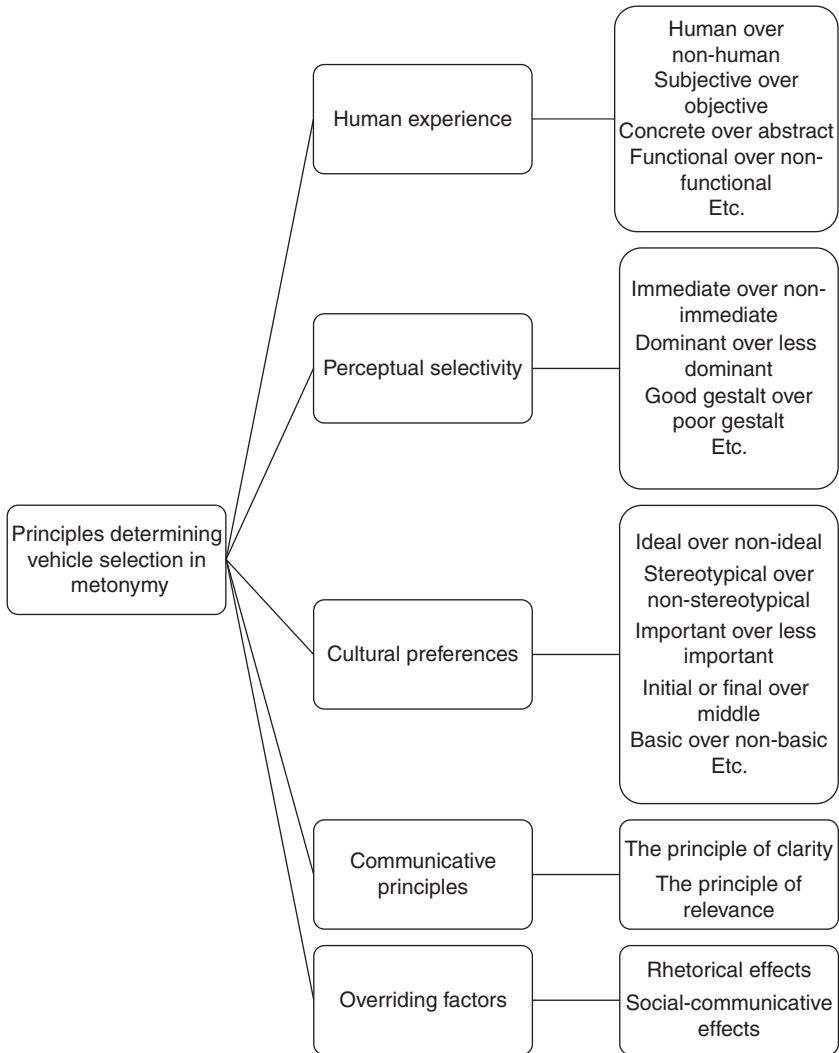 Principles determining
vehicle selection in
metonymy
Human experience
Human over
non-human
Subjective over
objective
Concrete over abstract
Functional over non-
functional
Etc.
Perceptual selectivity
Immediate over non-
immediate
Dominant over less
dominant
Good gestalt over
poor gestalt
Etc.
Cultural preferences
Ideal over non-ideal
Stereotypical over
non-stereotypical
Important over less
important
Initial or final over
middle
Basic over non-basic
Etc.
Communicative
principles
The principle of clarity
The principle of
relevance
Overriding factors
Rhetorical effects
Social-communicative
effects